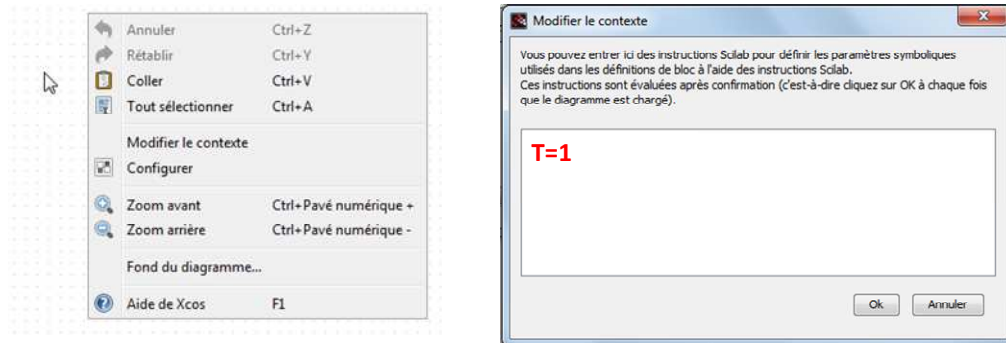 Annuler Ctrl+Z
Rétablir Ctrl+Y
Coller Ctrl+V
Tout sélectionner Ctrl+A
Modifier le contexte
Configurer
Zoom avant Ctrl+Pavé numérique +
Zoom arrière Ctrl+Pavé numérique -
Fond du diagramme...
Aide de Xcos F1
Modifier le contexte
Vous pouvez entrer ici des instructions Scilab pour définir les paramètres symboliques
utilisés dans les définitions de bloc à l'aide des instructions Scilab.
Ces instructions sont évaluées après confirmation (c'est-à-dire cliquez sur OK à chaque fois
que le diagramme est chargé).
T=1
Ok Annuler